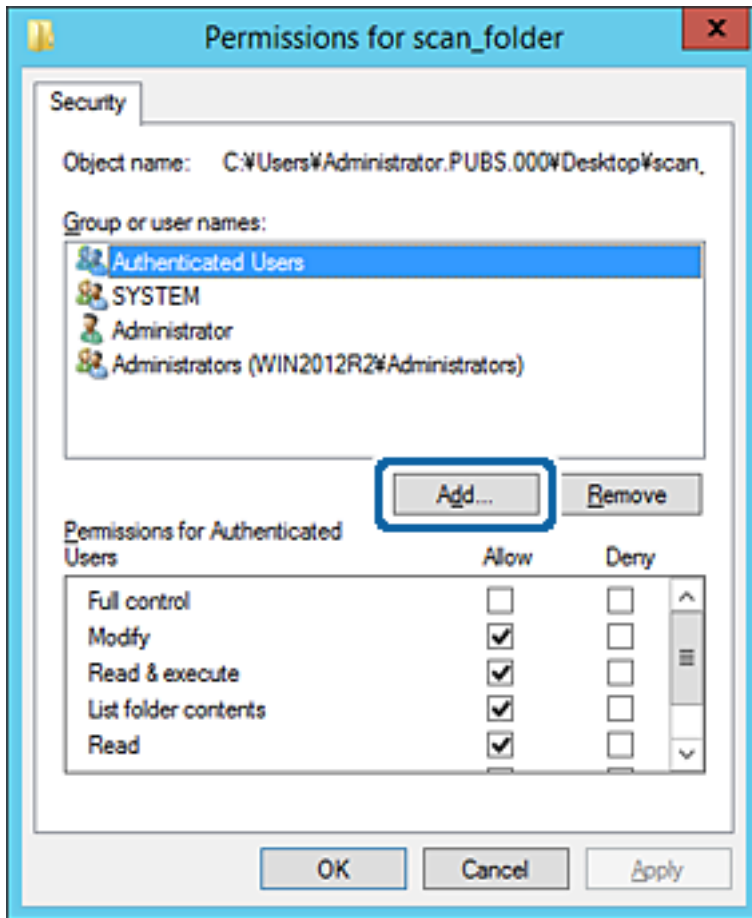 Permissions for scan_folder
x
Security
Object name: C:¥Users¥Administrator.PUBS.000¥Desktop¥scan_
Group or user names:
Authenticated Users
SYSTEM
Administrator
Administrators (WIN2012R2¥Administrators)
Add... Remove
Permissions for Authenticated
Users Allow Deny
Full control
Modify
Read & execute
List folder contents
Read
OK Cancel Apply